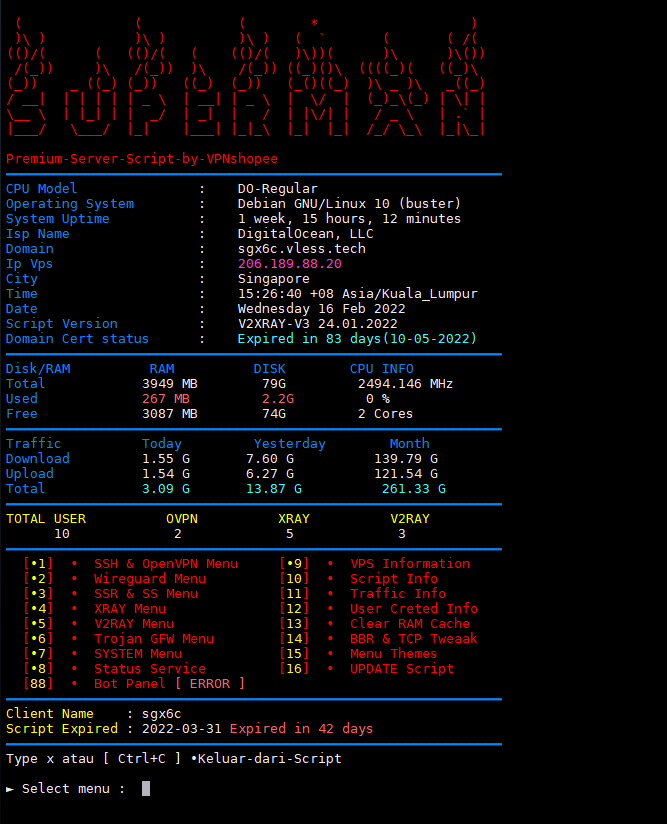 Premium-Server-Script-by-VPNshopee
CPU Model : DO-Regular
Operating System : Debian GNU/Linux 10 (buster)
System Uptime : 1 week, 15 hours, 12 minutes
Isp Name : DigitalOcean, LLC
Domain : sgx6c.vless.tech
Ip Vps : 206.189.88.20
City : Singapore
Time : 15:26:40 +08 Asia/Kuala_Lumpur
Date : Wednesday 16 Feb 2022
Script Version : V2XRAY-V3 24.01.2022
Domain Cert status : Expired in 83 days(10-05-2022)
Disk/RAM RAM DISK CPU INFO
Total 3949 MB 79G 2494.146 MHz
Used 267 MB 2.2G 0 %
Free 3087 MB 74G 2 Cores
Traffic Today Yesterday Month
Download 1.55 G 7.60 G 139.79 G
Upload 1.54 G 6.27 G 121.54 G
Total 3.09 G 13.87 G 261.33 G
TOTAL USER OVPN XRAY V2RAY
10 2 5 3
[•1] • SSH & OpenVPN Menu [•9] • VPS Information
[•2] • Wireguard Menu [10] • Script Info
[•3] • SSR & SS Menu [11] • Traffic Info
[•4] • XRAY Menu [12] • User Creted Info
[•5] • V2RAY Menu [13] • Clear RAM Cache
[•6] • Trojan GFW Menu [14] • BBR & TCP Tweaak
[•7] • SYSTEM Menu [15] • Menu Themes
[•8] • Status Service [16] • UPDATE Script
[88] • Bot Panel [ ERROR ]
Client Name : sgx6c
Script Expired : 2022-03-31 Expired in 42 days
Type x atau [ Ctrl+C ] •Keluar-dari-Script
► Select menu :